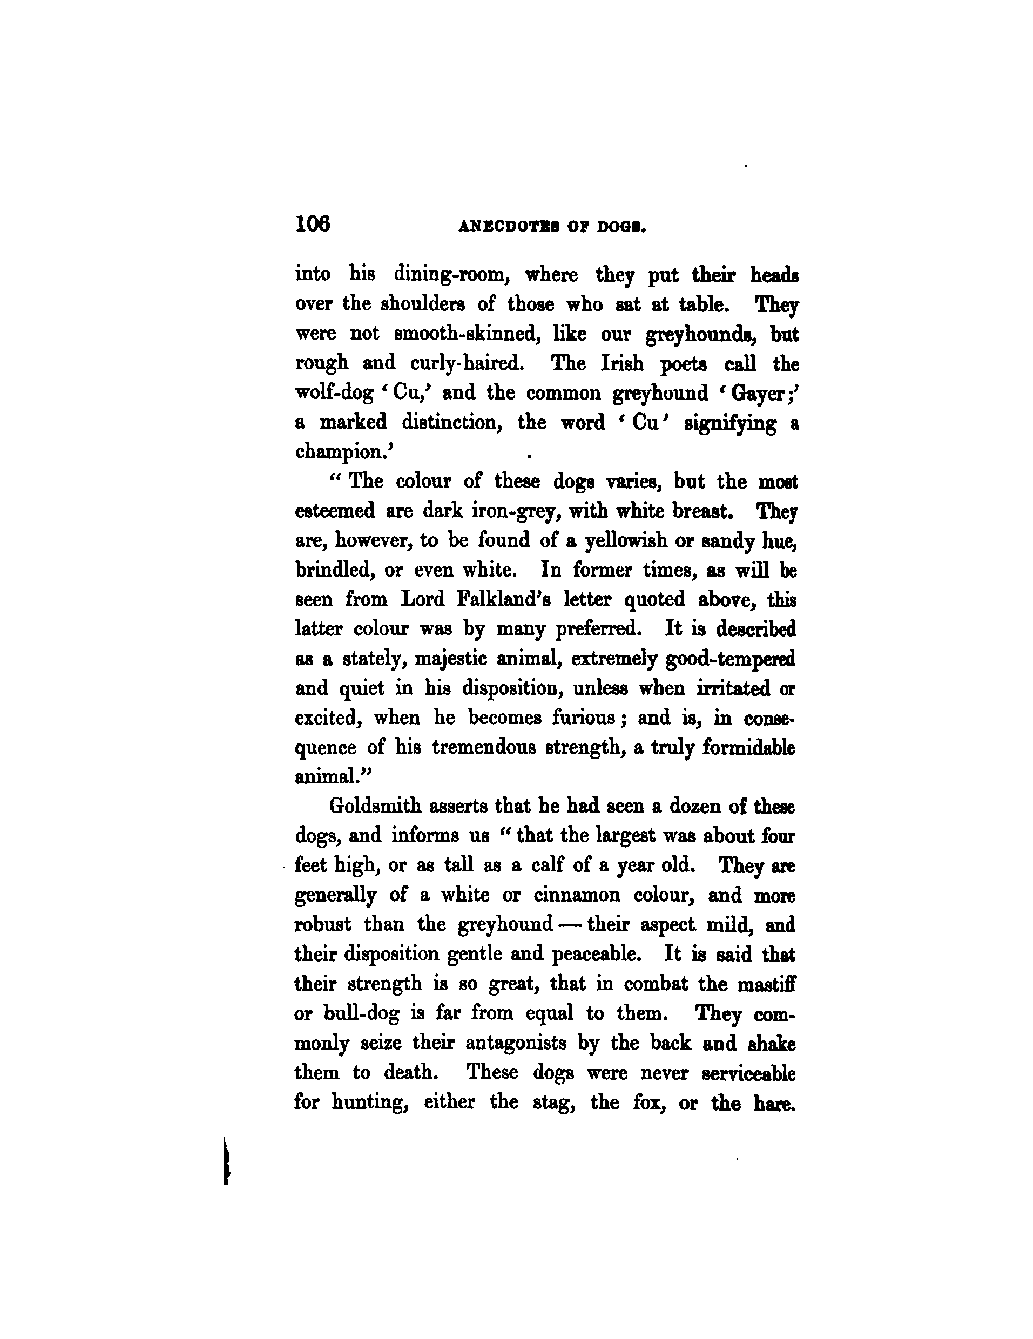 106 ANECDOTES OF DOGS.
into his dining-room, where they put their heads
over the shoulders of those who sat at table. They
were not smooth-skinned, like our greyhounds, but
rough and curly-haired. The Irish poets call the
wolf-dog ‘ Cu,’ and the common greyhound ‘ Gayer;’
a marked distinction, the word ‘ Cu ’ signifying a
champion.’
“ The colour of these dogs varies, but the most
esteemed are dark iron-grey, with white breast. They
are, however, to be found of a yellowish or sandy hue,
brindled, or even white. In former times, as will be
seen from Lord Falkland’s letter quoted above, this
latter colour was by many preferred. It is described
as a stately, majestic animal, extremely good-tempered
and quiet in his disposition, unless when irritated or
excited, when he becomes furious ; and is, in conse-
quence of his tremendous strength, a truly formidable
animal.”
Goldsmith asserts that he had seen a dozen of these
dogs, and informs us “ that the largest was about four
feet high, or as tall as a calf of a year old. They are
generally of a white or cinnamon colour, and more
robust than the greyhound — their aspect mild, and
their disposition gentle and peaceable. It is said that
their strength is so great, that in combat the mastiff
or bull-dog is far from equal to them. They com-
monly seize their antagonists by the back and shake
them to death. These dogs were never serviceable
for hunting, either the stag, the fox, or the hare.